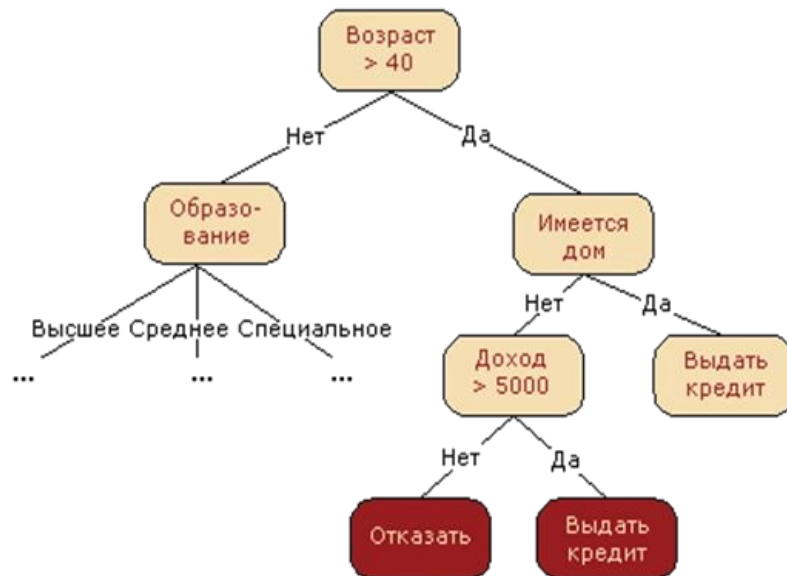 Возраст
> 40
Нет
Да
Образо-
вание
Имеется
дом
Высшее Среднее Специальное
... ... ...
Нет
Да
Доход
> 5000
Выдать
кредит
Нет
Да
Отказать
Выдать
кредит